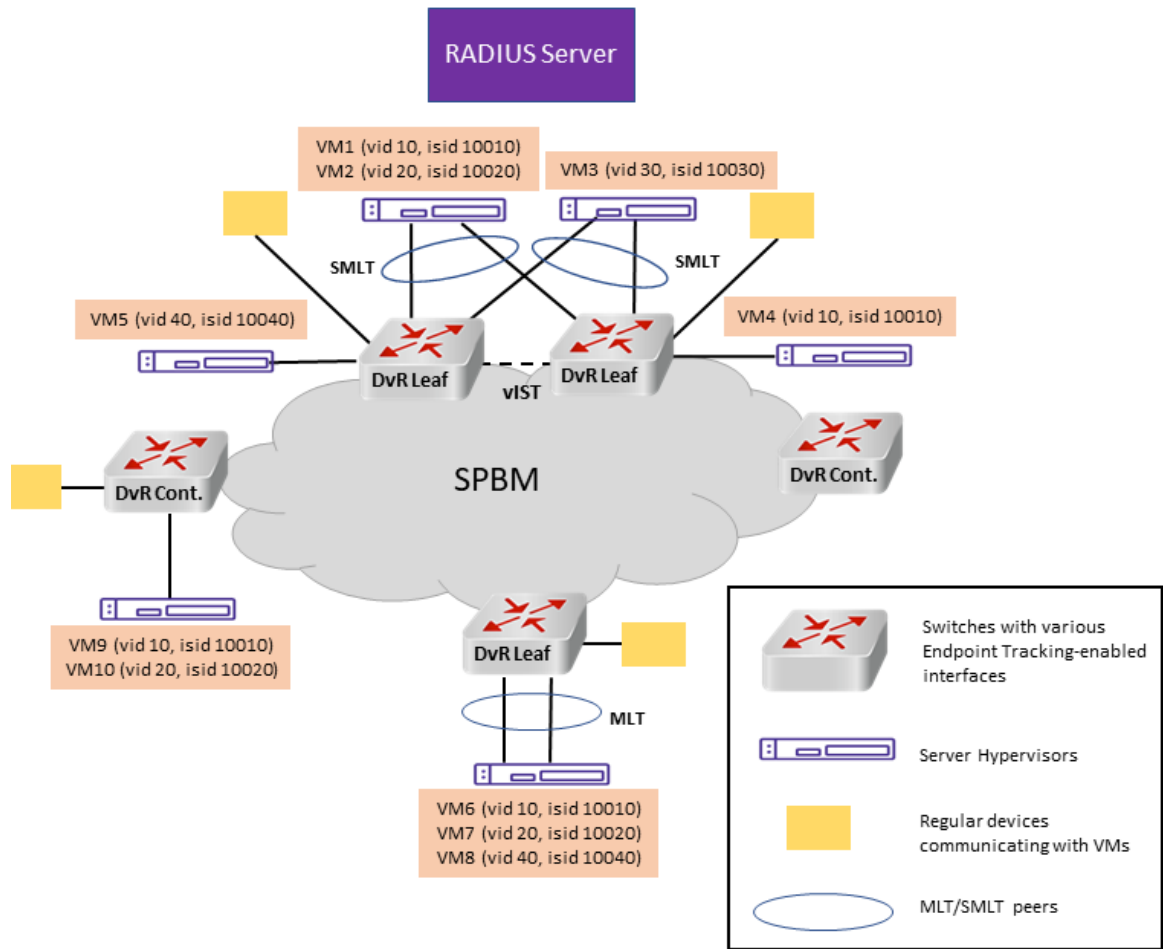 RADIUS Server
VM1 (vid 10, isid 10010)
VM2 (vid 20, isid 10020)
VM3 (vid 30, isid 10030)
SMLT
SMLT
VM5 (vid 40, isid 10040)
VM4 (vid 10, isid 10010)
DvR Leaf
DvR Leaf
vIST
DvR Cont.
SPBM
DvR Cont.
VM9 (vid 10, isid 10010)
VM10 (vid 20, isid 10020)
DvR Leaf
MLT
VM6 (vid 10, isid 10010)
VM7 (vid 20, isid 10020)
VM8 (vid 40, isid 10040)
Switches with various
Endpoint Tracking-enabled
interfaces
Server Hypervisors
Regular devices
communicating with VMs
MLT/SMLT peers